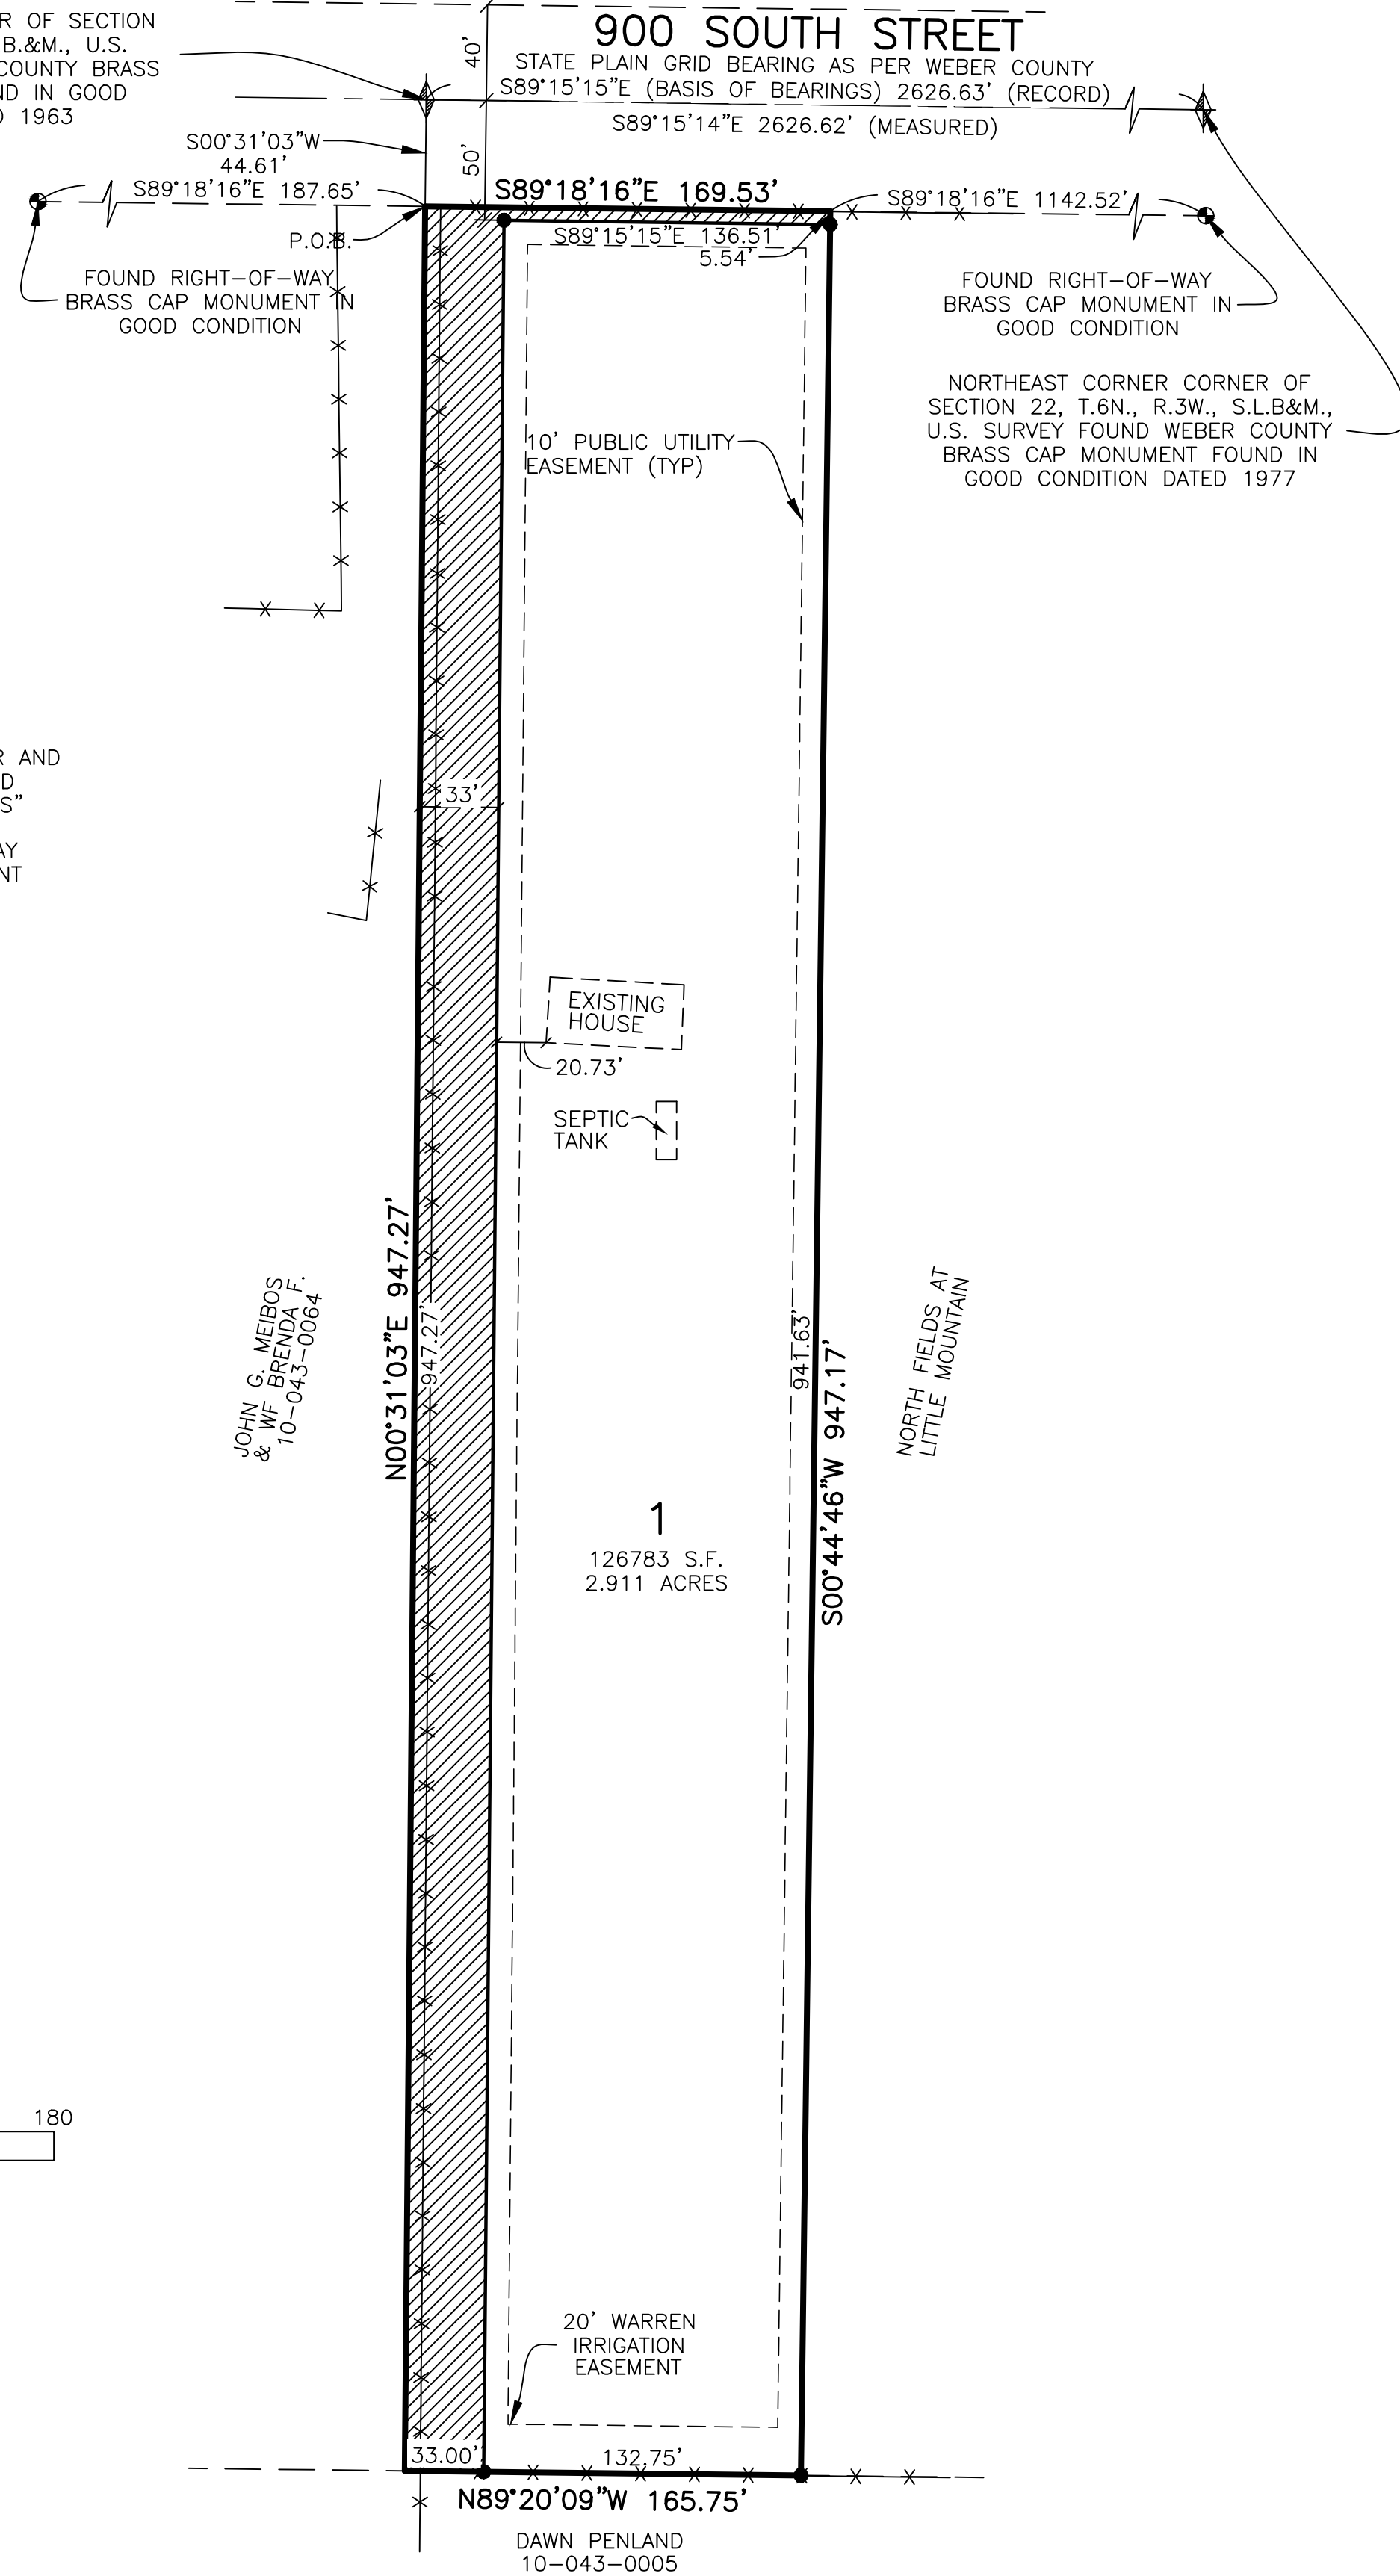 R OF SECTION
B.&M., U.S.
COUNTY BRASS
ND IN GOOD
1963
40'
900 SOUTH STREET
STATE PLAIN GRID BEARING AS PER WEBER COUNTY
S89°15'15"E (BASIS OF BEARINGS) 2626.63' (RECORD)
S89°15'14"E 2626.62' (MEASURED)
S00°31'03"W
44.61'
50'
S89°18'16"E 187.65'
S89°18'16"E 169.53'
S89°18'16"E 1142.52'
P.O.B.
S89°15'15"E 136.51'
5.54'
FOUND RIGHT-OF-WAY
BRASS CAP MONUMENT IN
GOOD CONDITION
FOUND RIGHT-OF-WAY
BRASS CAP MONUMENT IN
GOOD CONDITION
NORTHEAST CORNER CORNER OF
SECTION 22, T.6N., R.3W., S.L.B&M.,
U.S. SURVEY FOUND WEBER COUNTY
BRASS CAP MONUMENT FOUND IN
GOOD CONDITION DATED 1977
10' PUBLIC UTILITY
EASEMENT (TYP)
R AND
D
S"
AY
NT
33'
EXISTING
HOUSE
20.73'
SEPTIC
TANK
N00°31'03"E 947.27'
947.27'
941.63'
S00°44'46"W 947.17'
JOHN G. MEIBOS
& WF BRENDA F.
10-043-0064
NORTH FIELDS AT
LITTLE MOUNTAIN
1
126783 S.F.
2.911 ACRES
180
20' WARREN
IRRIGATION
EASEMENT
33.00'
132.75'
N89°20'09"W 165.75'
DAWN PENLAND
10-043-0005